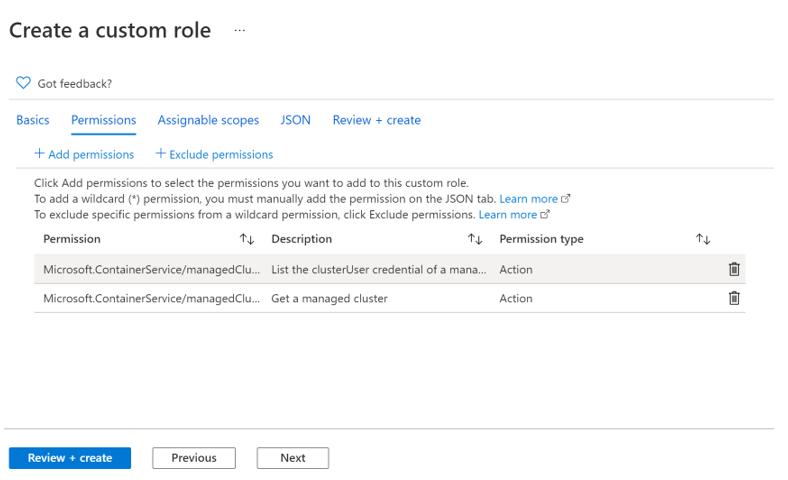 Create a custom role ...
Got feedback?
Basics Permissions Assignable scopes JSON Review + create
+ Add permissions + Exclude permissions
Click Add permissions to select the permissions you want to add to this custom role.
To add a wildcard (*) permission, you must manually add the permission on the JSON tab. Learn more
To exclude specific permissions from a wildcard permission, click Exclude permissions. Learn more
Permission ↑↓ Description ↑↓ Permission type ↑↓
Microsoft.ContainerService/managedClu... List the clusterUser credential of a mana... Action
Microsoft.ContainerService/managedClu... Get a managed cluster Action
Review + create Previous Next